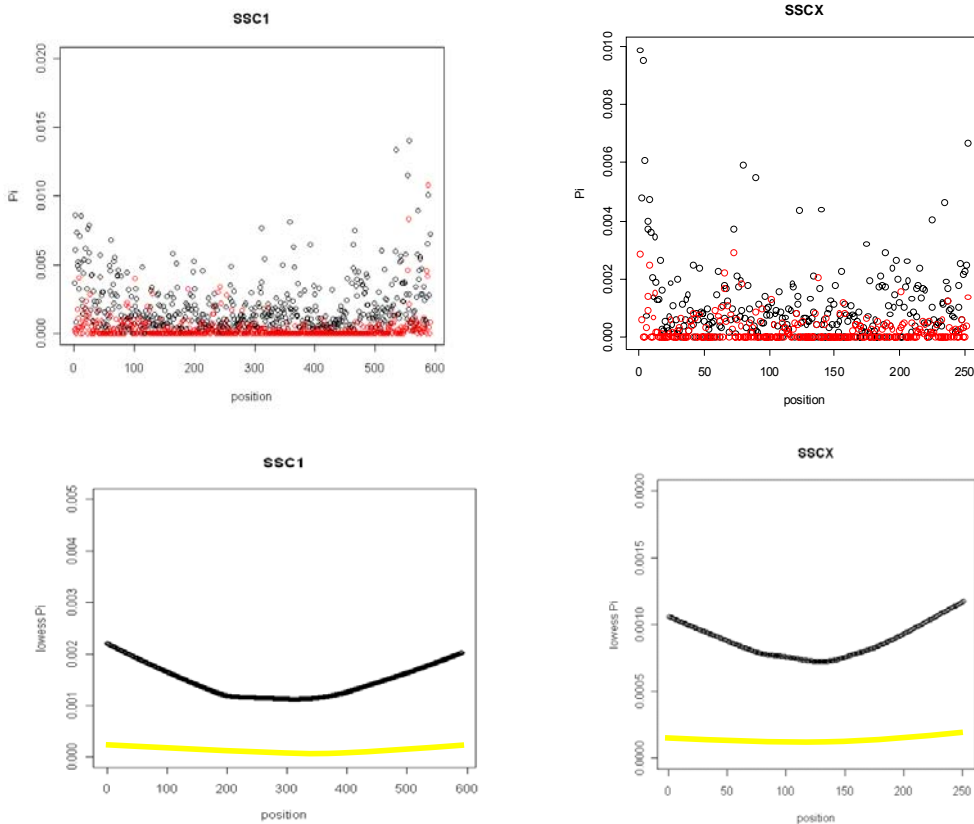 SSC1
0.020
0.015
0.010
0.005
0.000
Pi
0 100 200 300 400 500 600
position
SSCX
0.010
0.008
0.006
0.004
0.002
0.000
Pi
0 50 100 150 200 250
position
SSC1
0.005
0.004
0.003
0.002
0.001
0.000
lowess Pi
0 100 200 300 400 500 600
position
SSCX
0.0020
0.0015
0.0010
0.0005
0.0000
lowess Pi
0 50 100 150 200 250
position